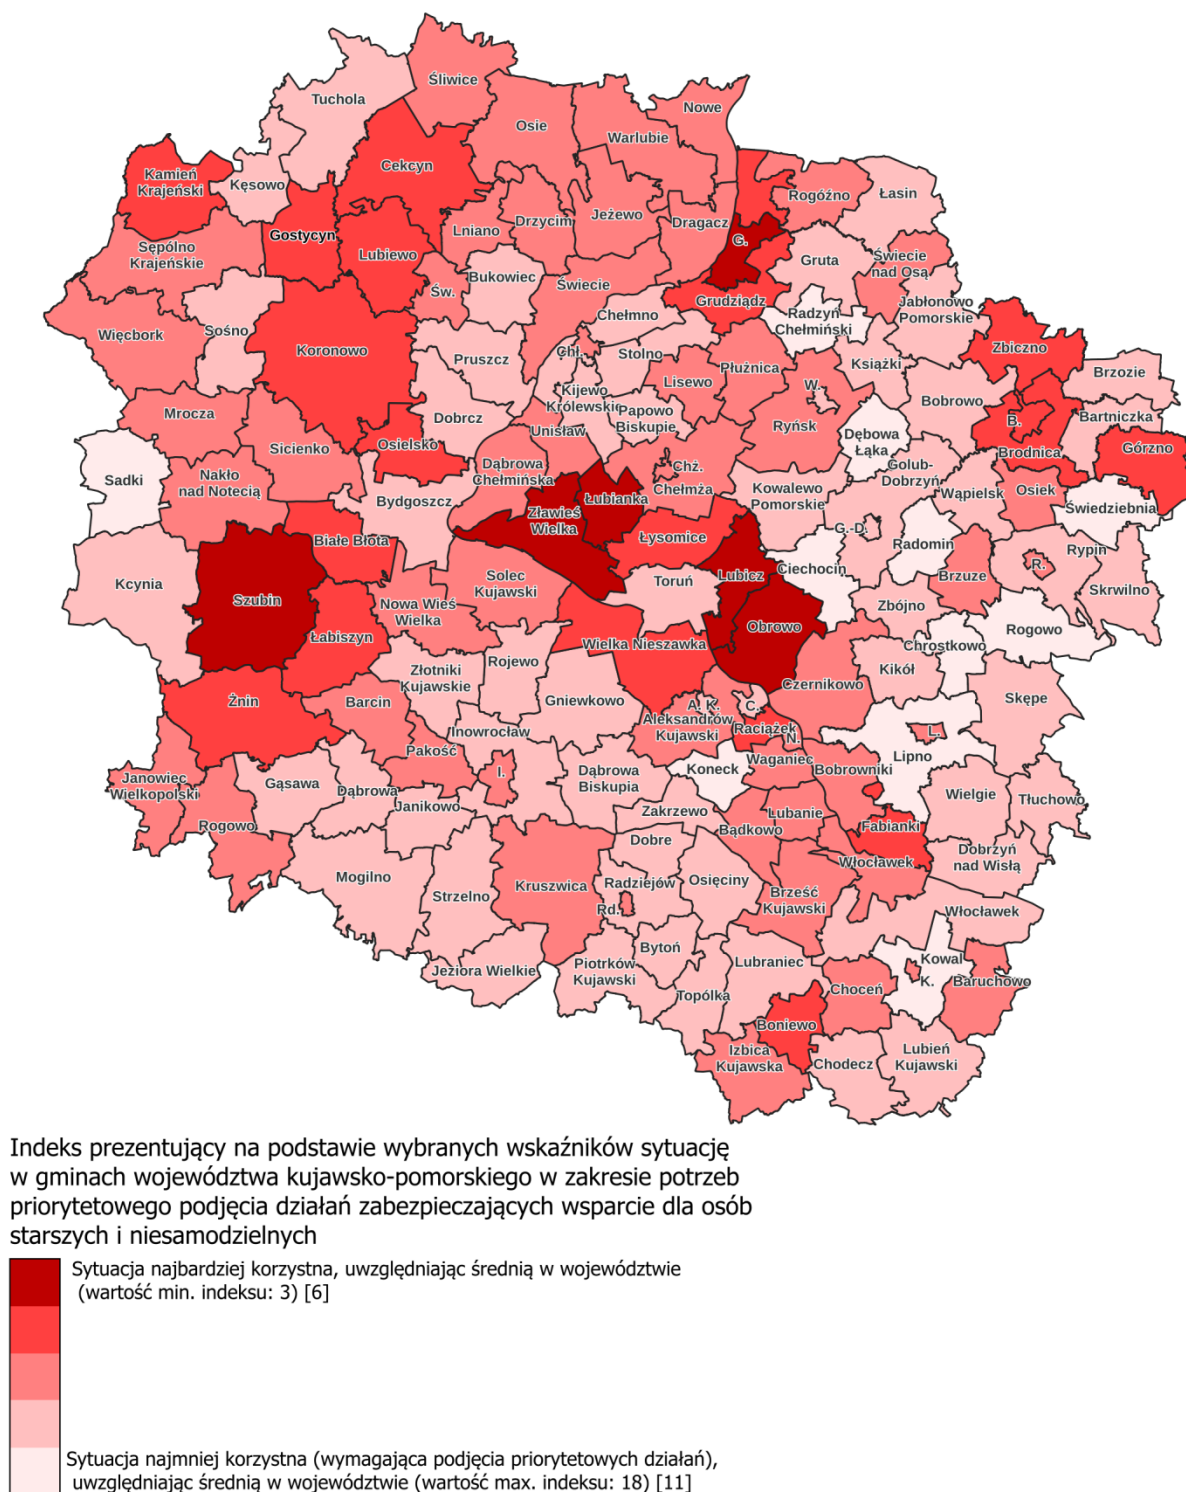 Śliwice
Tuchola
Nowe
Osie
Warlubie
Cekcyn
Kamień
Krajeński
Kęsowo
Rogóźno
Łasin
Jeżewo
Drzycim
Dragacz
Lniano
Gostycyn
G.
Sępólno
Krajeńskie
Lubiewo
Świecie
nad Osą
Gruta
Bukowiec
Świecie
Św.
Grudziądz
Jabłonowo
Pomorskie
Radzyń
Chełmiński
Chełmno
Więcbork
Sośno
Zbiczno
Koronowo
Chł.
Stolno
Pruszcz
Płużnica
Książki
Brzozie
Lisewo
W.
Kijewo
Królewskie
Bobrowo
Mrocza
Dobrcz
Papowo
Biskupie
Bartniczka
B.
Ryńsk
Unisław
Dębowa
Łąka
Osielsko
Sicienko
Brodnica
Górzno
Dąbrowa
Chełmińska
Chż.
Golub-
Dobrzyń
Sadki
Nakło
nad Notecią
Chełmża
Kowalewo
Pomorskie
Wąpielsk
Osiek
Bydgoszcz
Łubianka
Świedziebnia
Zławieś
Wielka
G.-D.
Białe Błota
Łysomice
Radomin
Rypin
R.
Kcynia
Solec
Kujawski
Toruń
Lubicz
Ciechocin
Brzuze
Skrwilno
Szubin
Nowa Wieś
Wielka
Zbójno
Obrowo
Rogowo
Łabiszyn
Wielka Nieszawka
Chrostkowo
Rojewo
Złotniki
Kujawskie
Kikół
Skępe
Czernikowo
Żnin
Barcin
Gniewkowo
A. K.
C.
Aleksandrów
Kujawski
Raciążek
Inowrocław
L.
N.
Pakość
Lipno
Waganiec
Bobrowniki
Koneck
I.
Dąbrowa
Biskupia
Janowiec
Wielkopolski
Gąsawa
Dąbrowa
Wielgie
Tłuchowo
Janikowo
Zakrzewo
Lubanie
Rogowo
Bądkowo
Fabianki
Dobre
Dobrzyń
nad Wisłą
Włocławek
Mogilno
Kruszwica
Radziejów
Osięciny
Strzelno
Brześć
Kujawski
Rd.
Włocławek
Bytoń
Kowal
Lubraniec
Piotrków
Kujawski
Jeziora Wielkie
K.
Baruchowo
Choceń
Topólka
Boniewo
Izbica
Kujawska
Lubień
Kujawski
Chodecz
Indeks prezentujący na podstawie wybranych wskaźników sytuację
w gminach województwa kujawsko-pomorskiego w zakresie potrzeb
priorytetowego podjęcia działań zabezpieczających wsparcie dla osób
starszych i niesamodzielnych
Sytuacja najbardziej korzystna, uwzględniając średnią w województwie
(wartość min. indeksu: 3) [6]
Sytuacja najmniej korzystna (wymagająca podjęcia priorytetowych działań),
uwzględniając średnią w województwie (wartość max. indeksu: 18) [11]